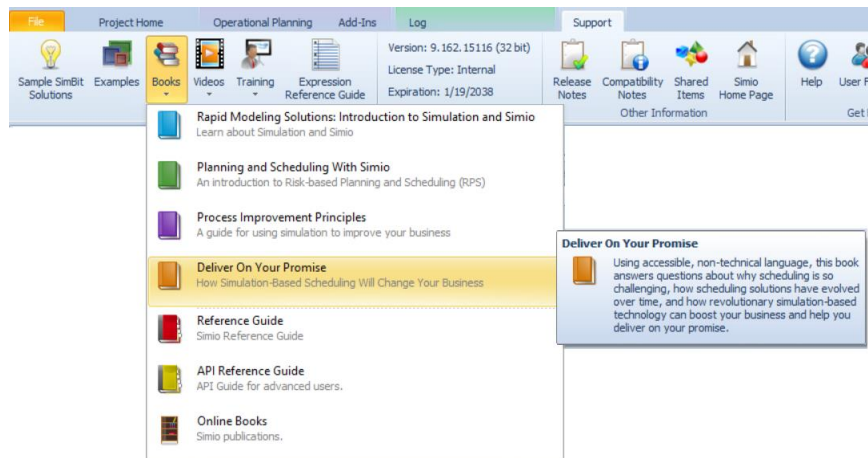 File Project Home Operational Planning Add-Ins Log Support
Sample SimBit Solutions
Examples
Books
Videos
Training
Expression Reference Guide
Version: 9.162.15116 (32 bit)
License Type: Internal
Expiration: 1/19/2038
Release Notes
Compatibility Notes
Shared Items
Simio Home Page
Help
User
Other Information
Get
Rapid Modeling Solutions: Introduction to Simulation and Simio
Learn about Simulation and Simio
Planning and Scheduling With Simio
An introduction to Risk-based Planning and Scheduling (RPS)
Process Improvement Principles
A guide for using simulation to improve your business
Deliver On Your Promise
How Simulation-Based Scheduling Will Change Your Business
Reference Guide
Simio Reference Guide
API Reference Guide
API Guide for advanced users.
Online Books
Simio publications.
Deliver On Your Promise
Using accessible, non-technical language, this book
answers questions about why scheduling is so
challenging, how scheduling solutions have evolved
over time, and how revolutionary simulation-based
technology can boost your business and help you
deliver on your promise.